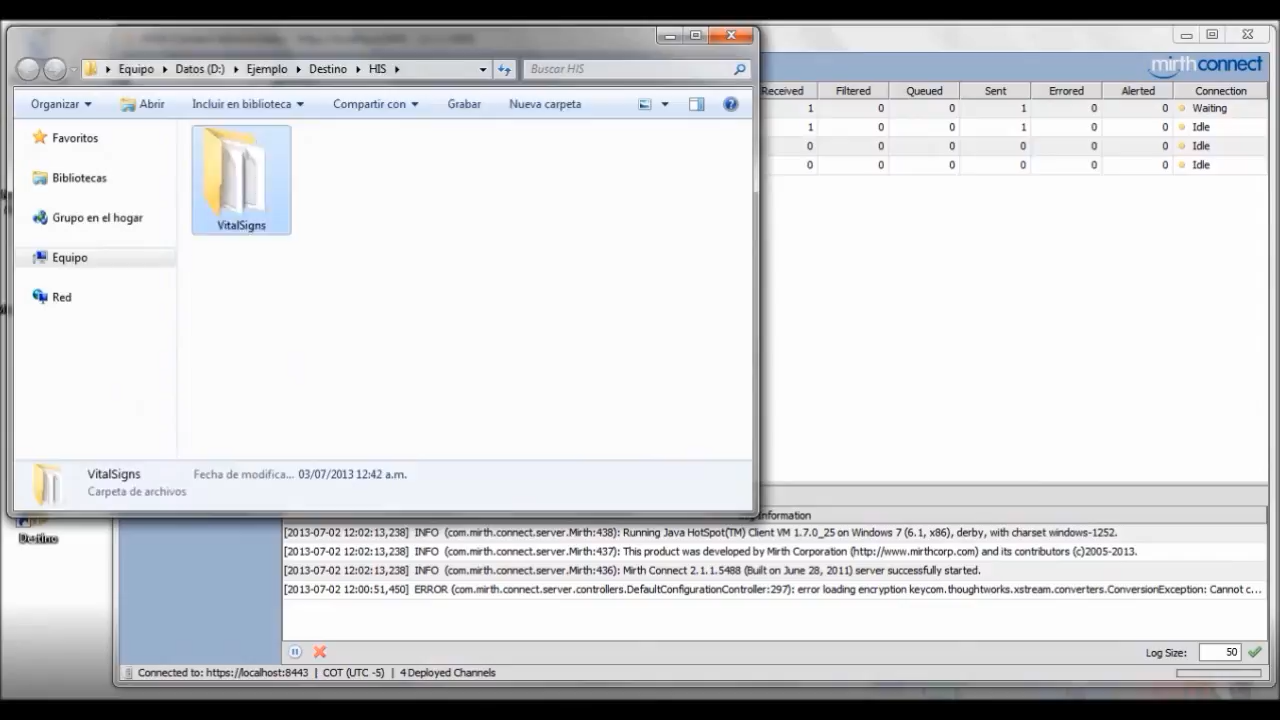 Equipo Datos (D:) Ejemplo Destino HIS
Buscar HIS
Organizar Abrir Incluir en biblioteca Compartir con Grabar Nueva carpeta
Favoritos
Bibliotecas
Grupo en el hogar
Equipo
Red
VitalSigns
VitalSigns Fecha de modifica... 03/07/2013 12:42 a.m.
Carpeta de archivos
Destino
mirthconnect
Received Filtered Queued Sent Errored Alerted Connection
1 0 0 1 0 0 Waiting
1 0 0 1 0 0 Idle
0 0 0 0 0 0 Idle
0 0 0 0 0 0 Idle
Information
[2013-07-02 12:02:13,238] INFO (com.mirth.connect.server.Mirth:438): Running Java HotSpot(TM) Client VM 1.7.0_25 on Windows 7 (6.1, x86), derby, with charset windows-1252.
[2013-07-02 12:02:13,238] INFO (com.mirth.connect.server.Mirth:437): This product was developed by Mirth Corporation (http://www.mirthcorp.com) and its contributors (c)2005-2013.
[2013-07-02 12:02:13,238] INFO (com.mirth.connect.server.Mirth:436): Mirth Connect 2.1.1.5488 (Built on June 28, 2011) server successfully started.
[2013-07-02 12:00:51,450] ERROR (com.mirth.connect.server.controllers.DefaultConfigurationController:297): error loading encryption keycom.thoughtworks.xstream.converters.ConversionException: Cannot c...
Log Size: 50
Connected to: https://localhost:8443 | COT (UTC -5) | 4 Deployed Channels